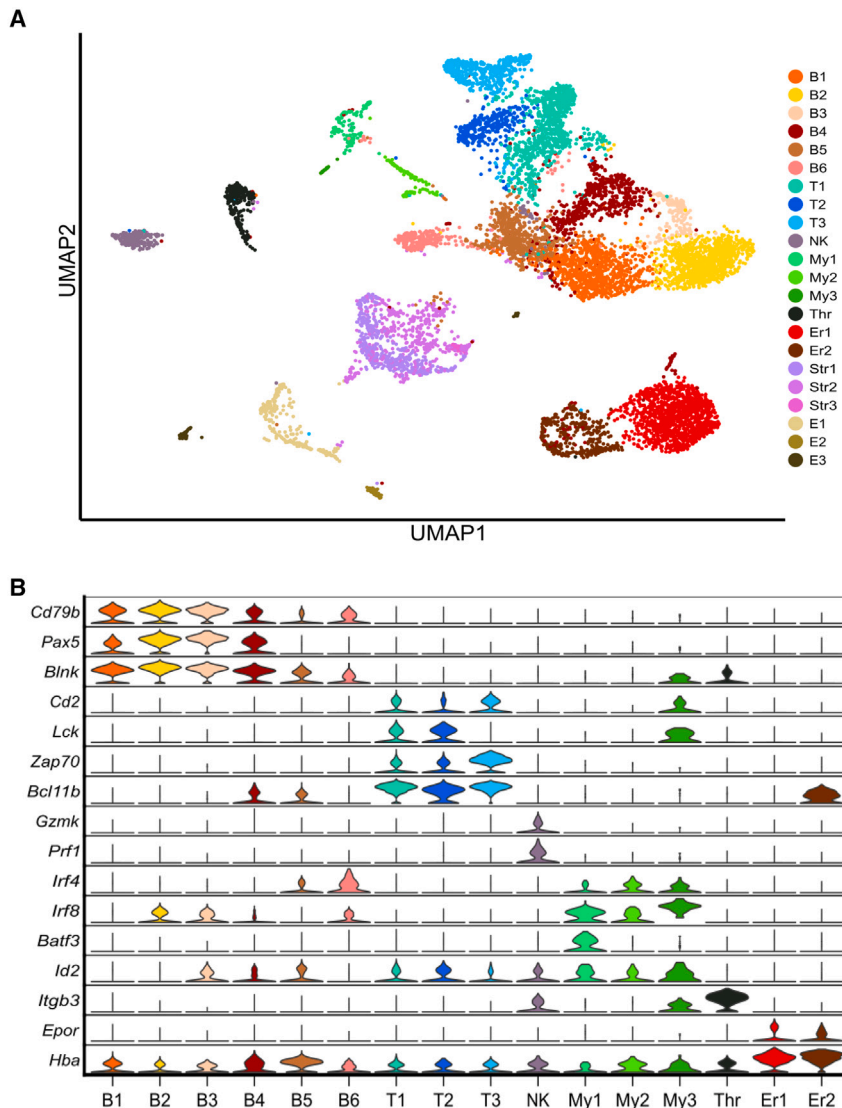 A
B1
B2
B3
B4
B5
B6
T1
T2
T3
NK
My1
My2
My3
Thr
Er1
Er2
Str1
Str2
Str3
E1
E2
E3
UMAP2
UMAP1
B
Cd79b
Pax5
Blnk
Cd2
Lck
Zap70
Bcl11b
Gzmk
Prf1
Irf4
Irf8
Batf3
Id2
Itgb3
Epor
Hba
B1 B2 B3 B4 B5 B6 T1 T2 T3 NK My1 My2 My3 Thr Er1 Er2